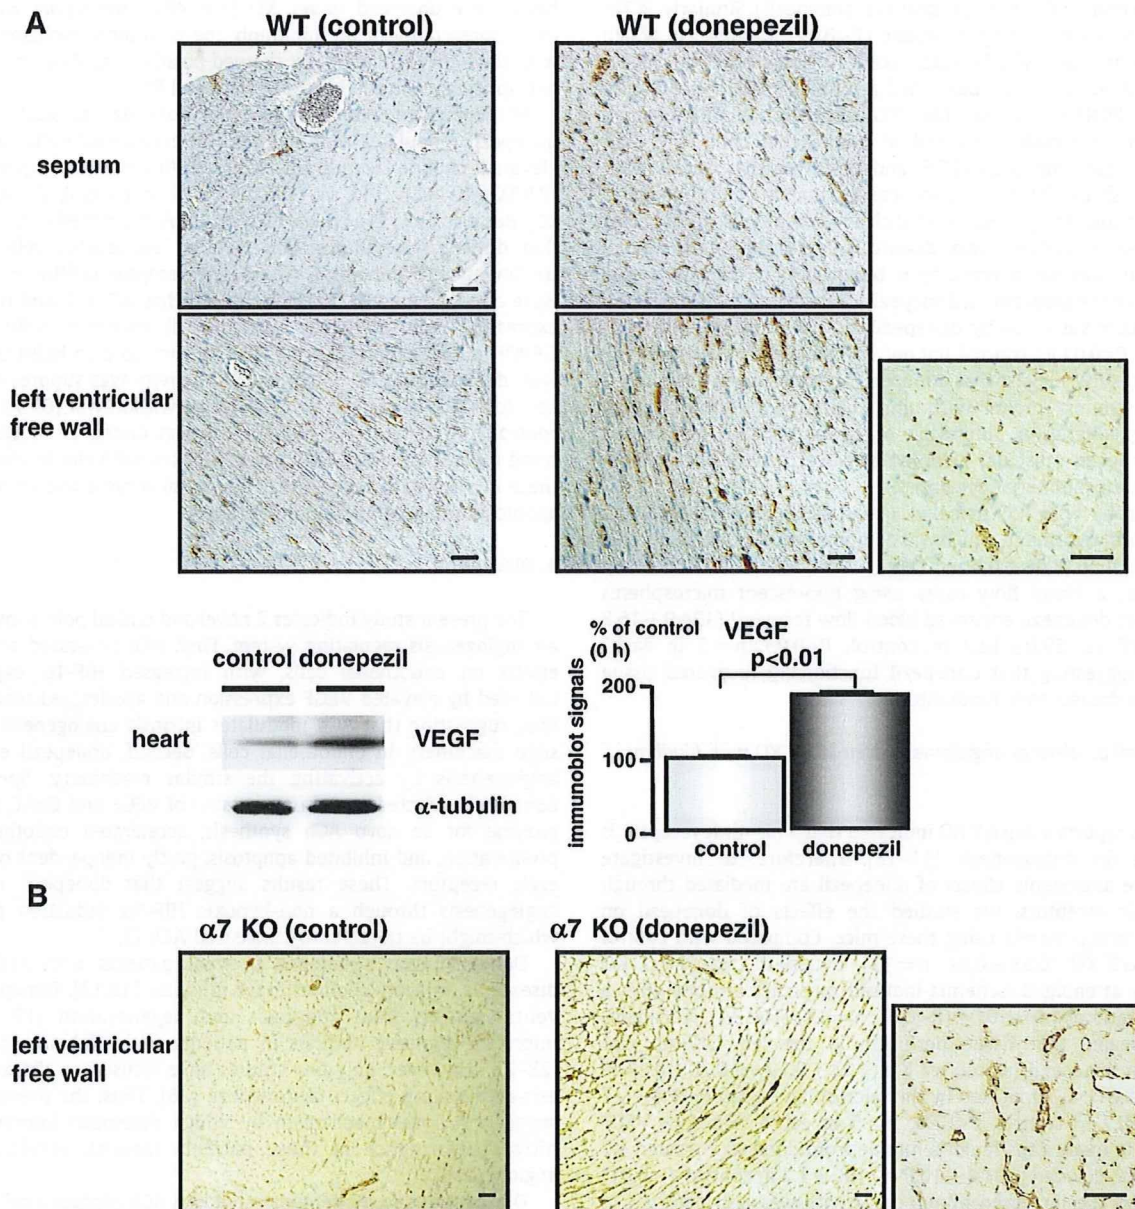 A
WT (control) WT (donepezil)
septum
left ventricular
free wall
control donepezil
heart
VEGF
α-tubulin
% of control VEGF
(0 h)
p<0.01
immunoblot signals
200
100
0
control donepezil
B
α7 KO (control) α7 KO (donepezil)
left ventricular
free wall